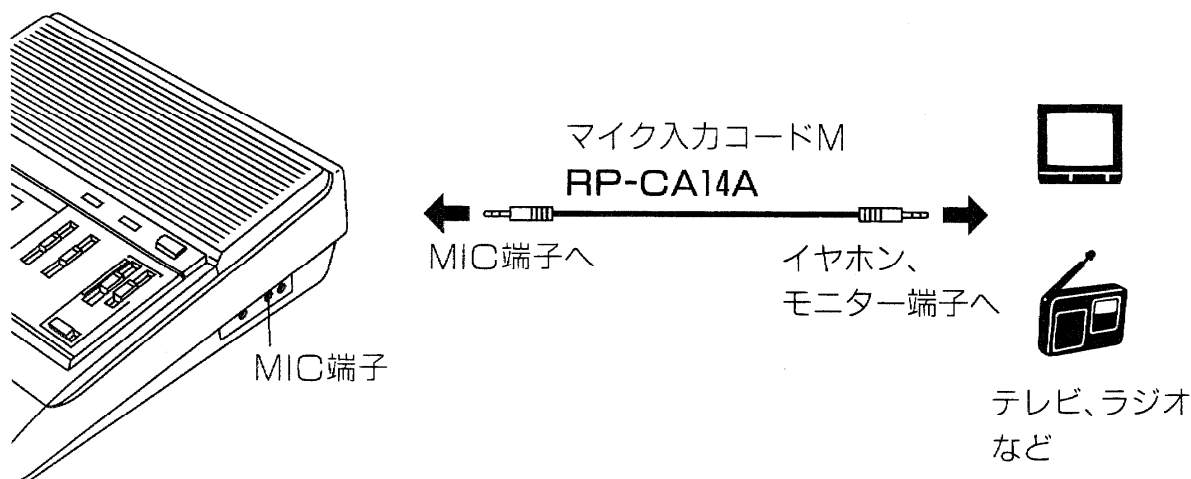 マイク入力コードM
RP-CA14A
MIC端子へ
イヤホン、
モニター端子へ
MIC端子
テレビ、ラジオ
など